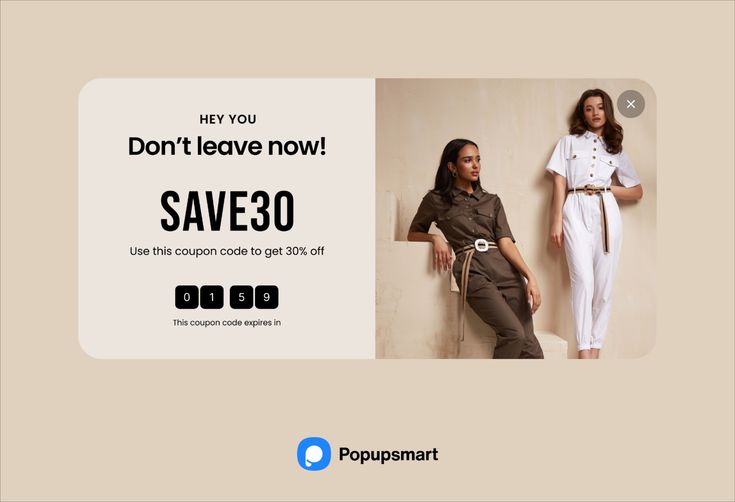 HEY YOU
Don’t leave now!
SAVE30
Use this coupon code to get 30% off
0 1 5 9
This coupon code expires in
Popupsmart